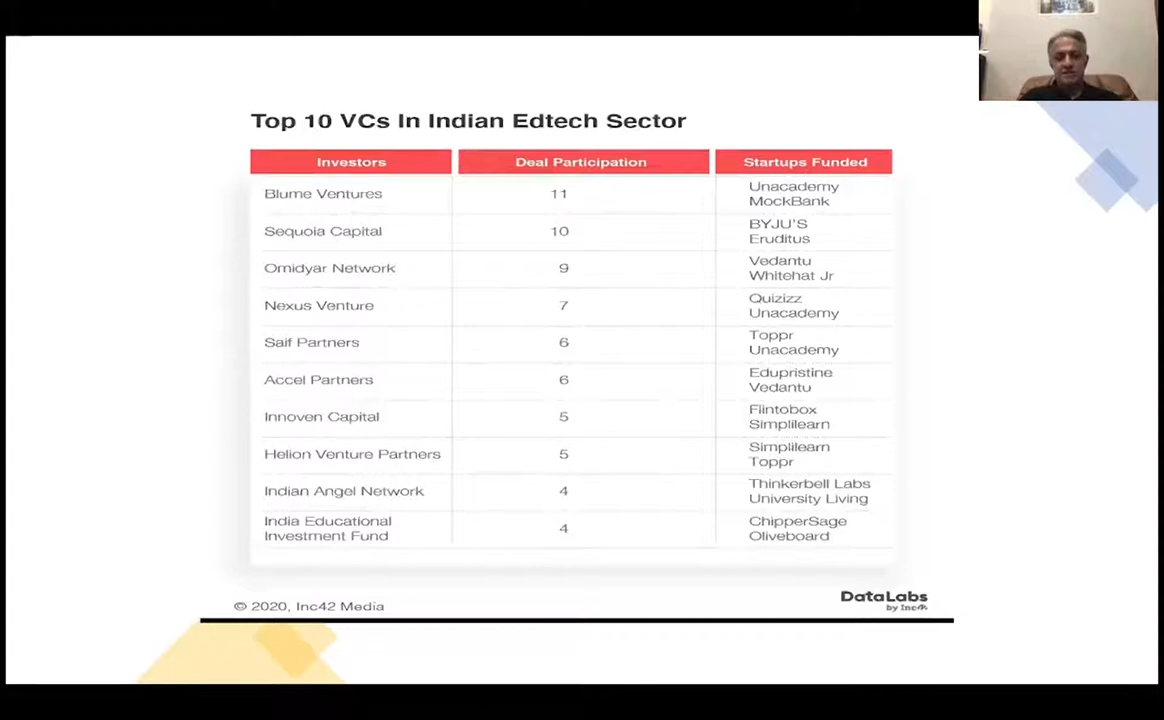 Top 10 VCs In Indian Edtech Sector
Investors Deal Participation Startups Funded
Blume Ventures 11 Unacademy
MockBank
Sequoia Capital 10 BYJU'S
Eruditus
Omidyar Network 9 Vedantu
Whitehat Jr
Nexus Venture 7 Quizizz
Unacademy
Saif Partners 6 Toppr
Unacademy
Accel Partners 6 Edupristine
Vedantu
Innoven Capital 5 Flintobox
Simplilearn
Helion Venture Partners 5 Simplilearn
Toppr
Indian Angel Network 4 Thinkerbell Labs
University Living
India Educational
Investment Fund 4 ChipperSage
Oliveboard
© 2020, Inc42 Media
DataLabs
by Inc42